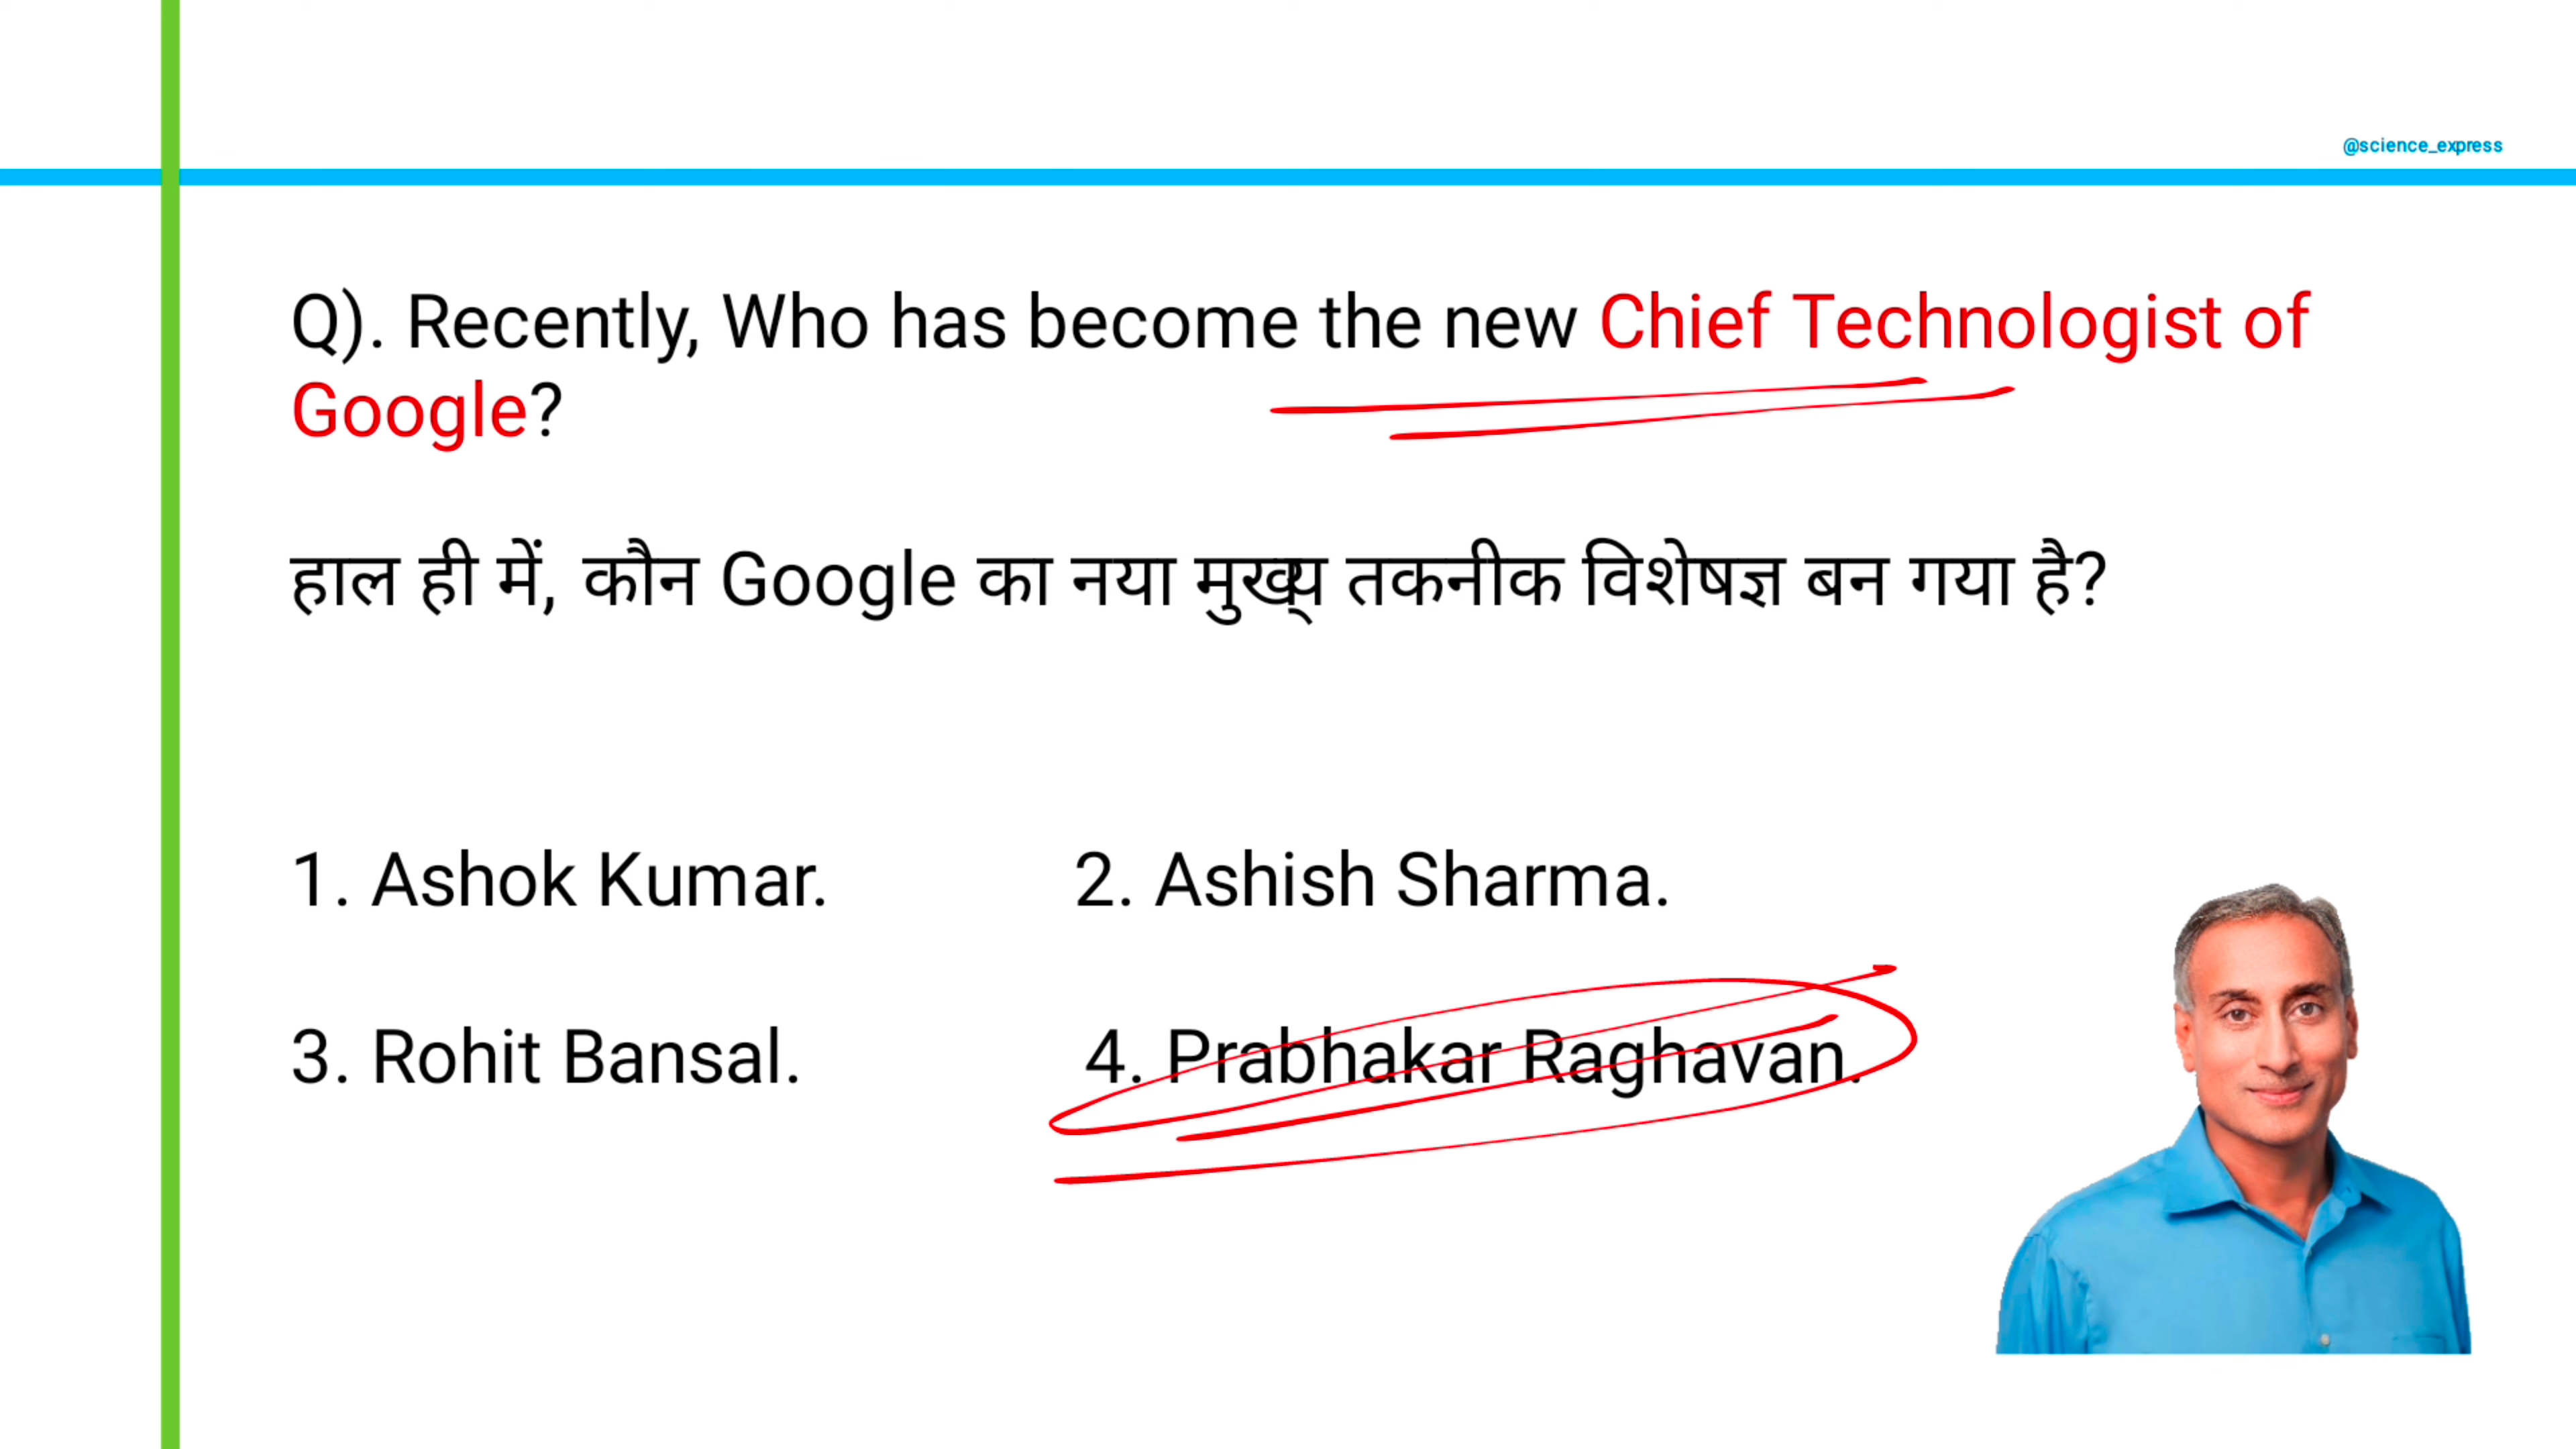 @science_express
Q). Recently, Who has become the new Chief Technologist of
Google?
हाल ही में, कौन Google का नया मुख्य तकनीक विशेषज्ञ बन गया है?
1. Ashok Kumar. 2. Ashish Sharma.
3. Rohit Bansal. 4. Prabhakar Raghavan.